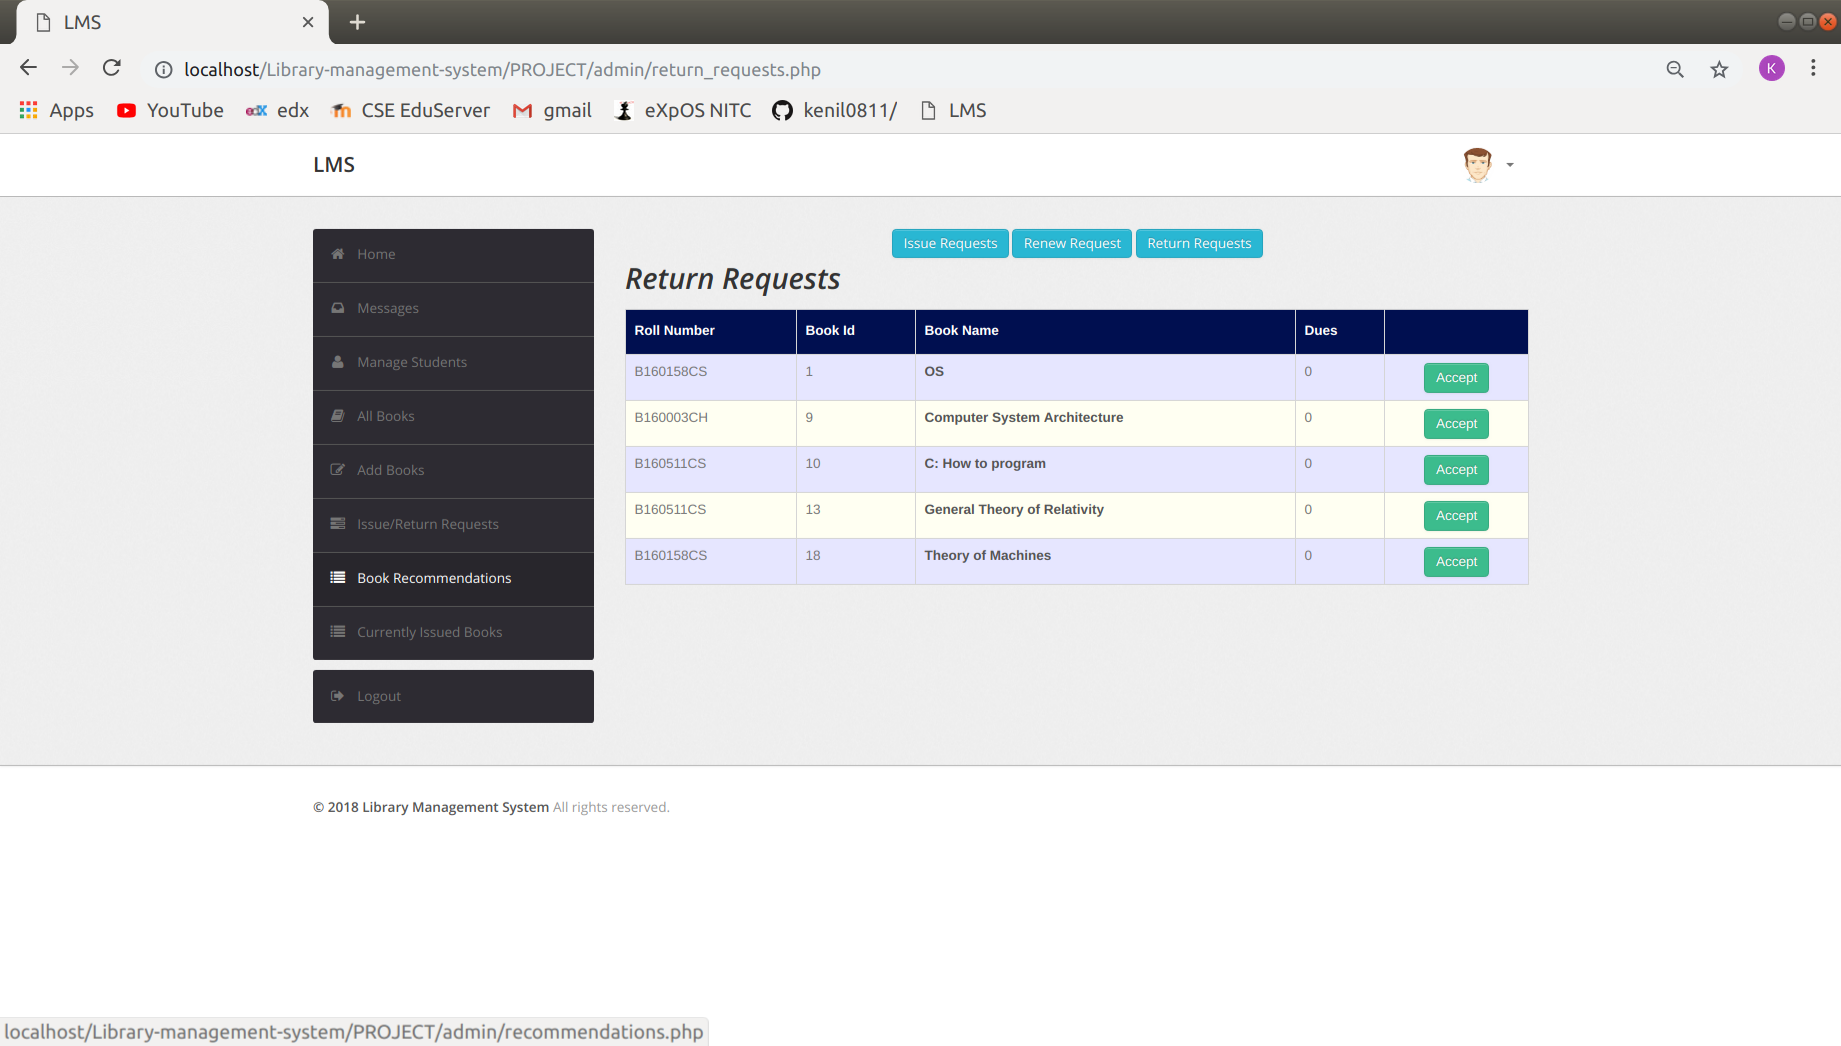 LMS
localhost/Library-management-system/PROJECT/admin/return_requests.php
K
Apps YouTube edx CSE EduServer gmail eXpOS NITC kenil0811/ LMS
LMS
Home
Messages
Manage Students
All Books
Add Books
Issue/Return Requests
Book Recommendations
Currently Issued Books
Logout
Issue Requests Renew Request Return Requests
Return Requests
Roll Number Book Id Book Name Dues
B160158CS 1 OS 0 Accept
B160003CH 9 Computer System Architecture 0 Accept
B160511CS 10 C: How to program 0 Accept
B160511CS 13 General Theory of Relativity 0 Accept
B160158CS 18 Theory of Machines 0 Accept
© 2018 Library Management System All rights reserved.
localhost/Library-management-system/PROJECT/admin/recommendations.php